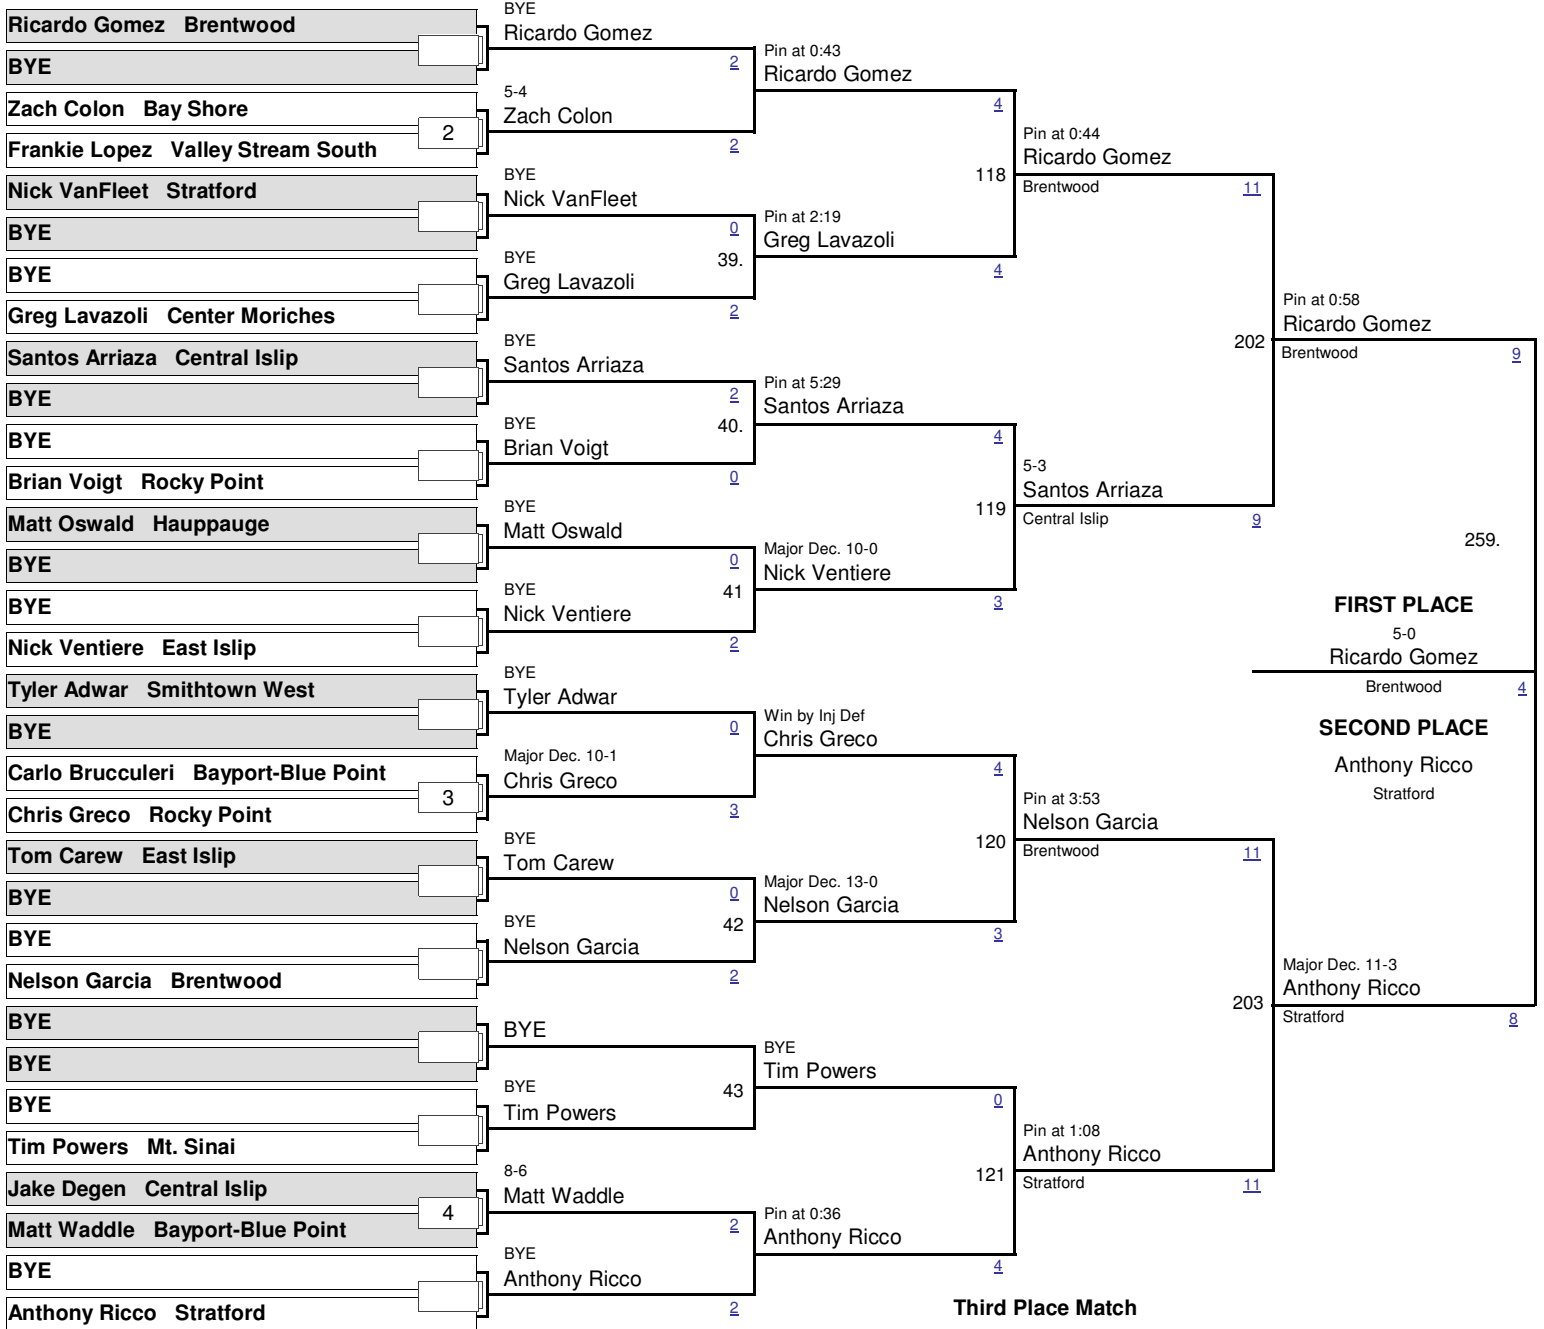 Ricardo Gomez Brentwood
BYE
Zach Colon Bay Shore
2
Frankie Lopez Valley Stream South
Nick VanFleet Stratford
BYE
BYE
Greg Lavazoli Center Moriches
Santos Arriaza Central Islip
BYE
BYE
Brian Voigt Rocky Point
Matt Oswald Hauppauge
BYE
BYE
Nick Ventiere East Islip
Tyler Adwar Smithtown West
BYE
Carlo Brucculeri Bayport-Blue Point
3
Chris Greco Rocky Point
Tom Carew East Islip
BYE
BYE
Nelson Garcia Brentwood
BYE
BYE
BYE
Tim Powers Mt. Sinai
Jake Degen Central Islip
4
Matt Waddle Bayport-Blue Point
BYE
Anthony Ricco Stratford
BYE
Ricardo Gomez
2
5-4
Zach Colon
2
BYE
Nick VanFleet
0
BYE
39.
Greg Lavazoli
2
BYE
Santos Arriaza
2
BYE
40.
Brian Voigt
0
BYE
Matt Oswald
0
BYE
41
Nick Ventiere
2
BYE
Tyler Adwar
0
Major Dec. 10-1
Chris Greco
3
BYE
Tom Carew
0
BYE
42
Nelson Garcia
2
BYE
BYE
43
Tim Powers
8-6
Matt Waddle
2
BYE
Anthony Ricco
2
Pin at 0:43
Ricardo Gomez
4
118
Pin at 2:19
Greg Lavazoli
4
Pin at 5:29
Santos Arriaza
4
119
Major Dec. 10-0
Nick Ventiere
3
Win by Inj Def
Chris Greco
4
120
Major Dec. 13-0
Nelson Garcia
3
BYE
Tim Powers
0
121
Pin at 0:36
Anthony Ricco
4
Pin at 0:44
Ricardo Gomez
Brentwood
11
202
5-3
Santos Arriaza
Central Islip
9
Pin at 3:53
Nelson Garcia
Brentwood
11
203
Pin at 1:08
Anthony Ricco
Stratford
11
Pin at 0:58
Ricardo Gomez
Brentwood
9
259.
FIRST PLACE
5-0
Ricardo Gomez
Brentwood
4
SECOND PLACE
Anthony Ricco
Stratford
Major Dec. 11-3
Anthony Ricco
Stratford
8
Third Place Match